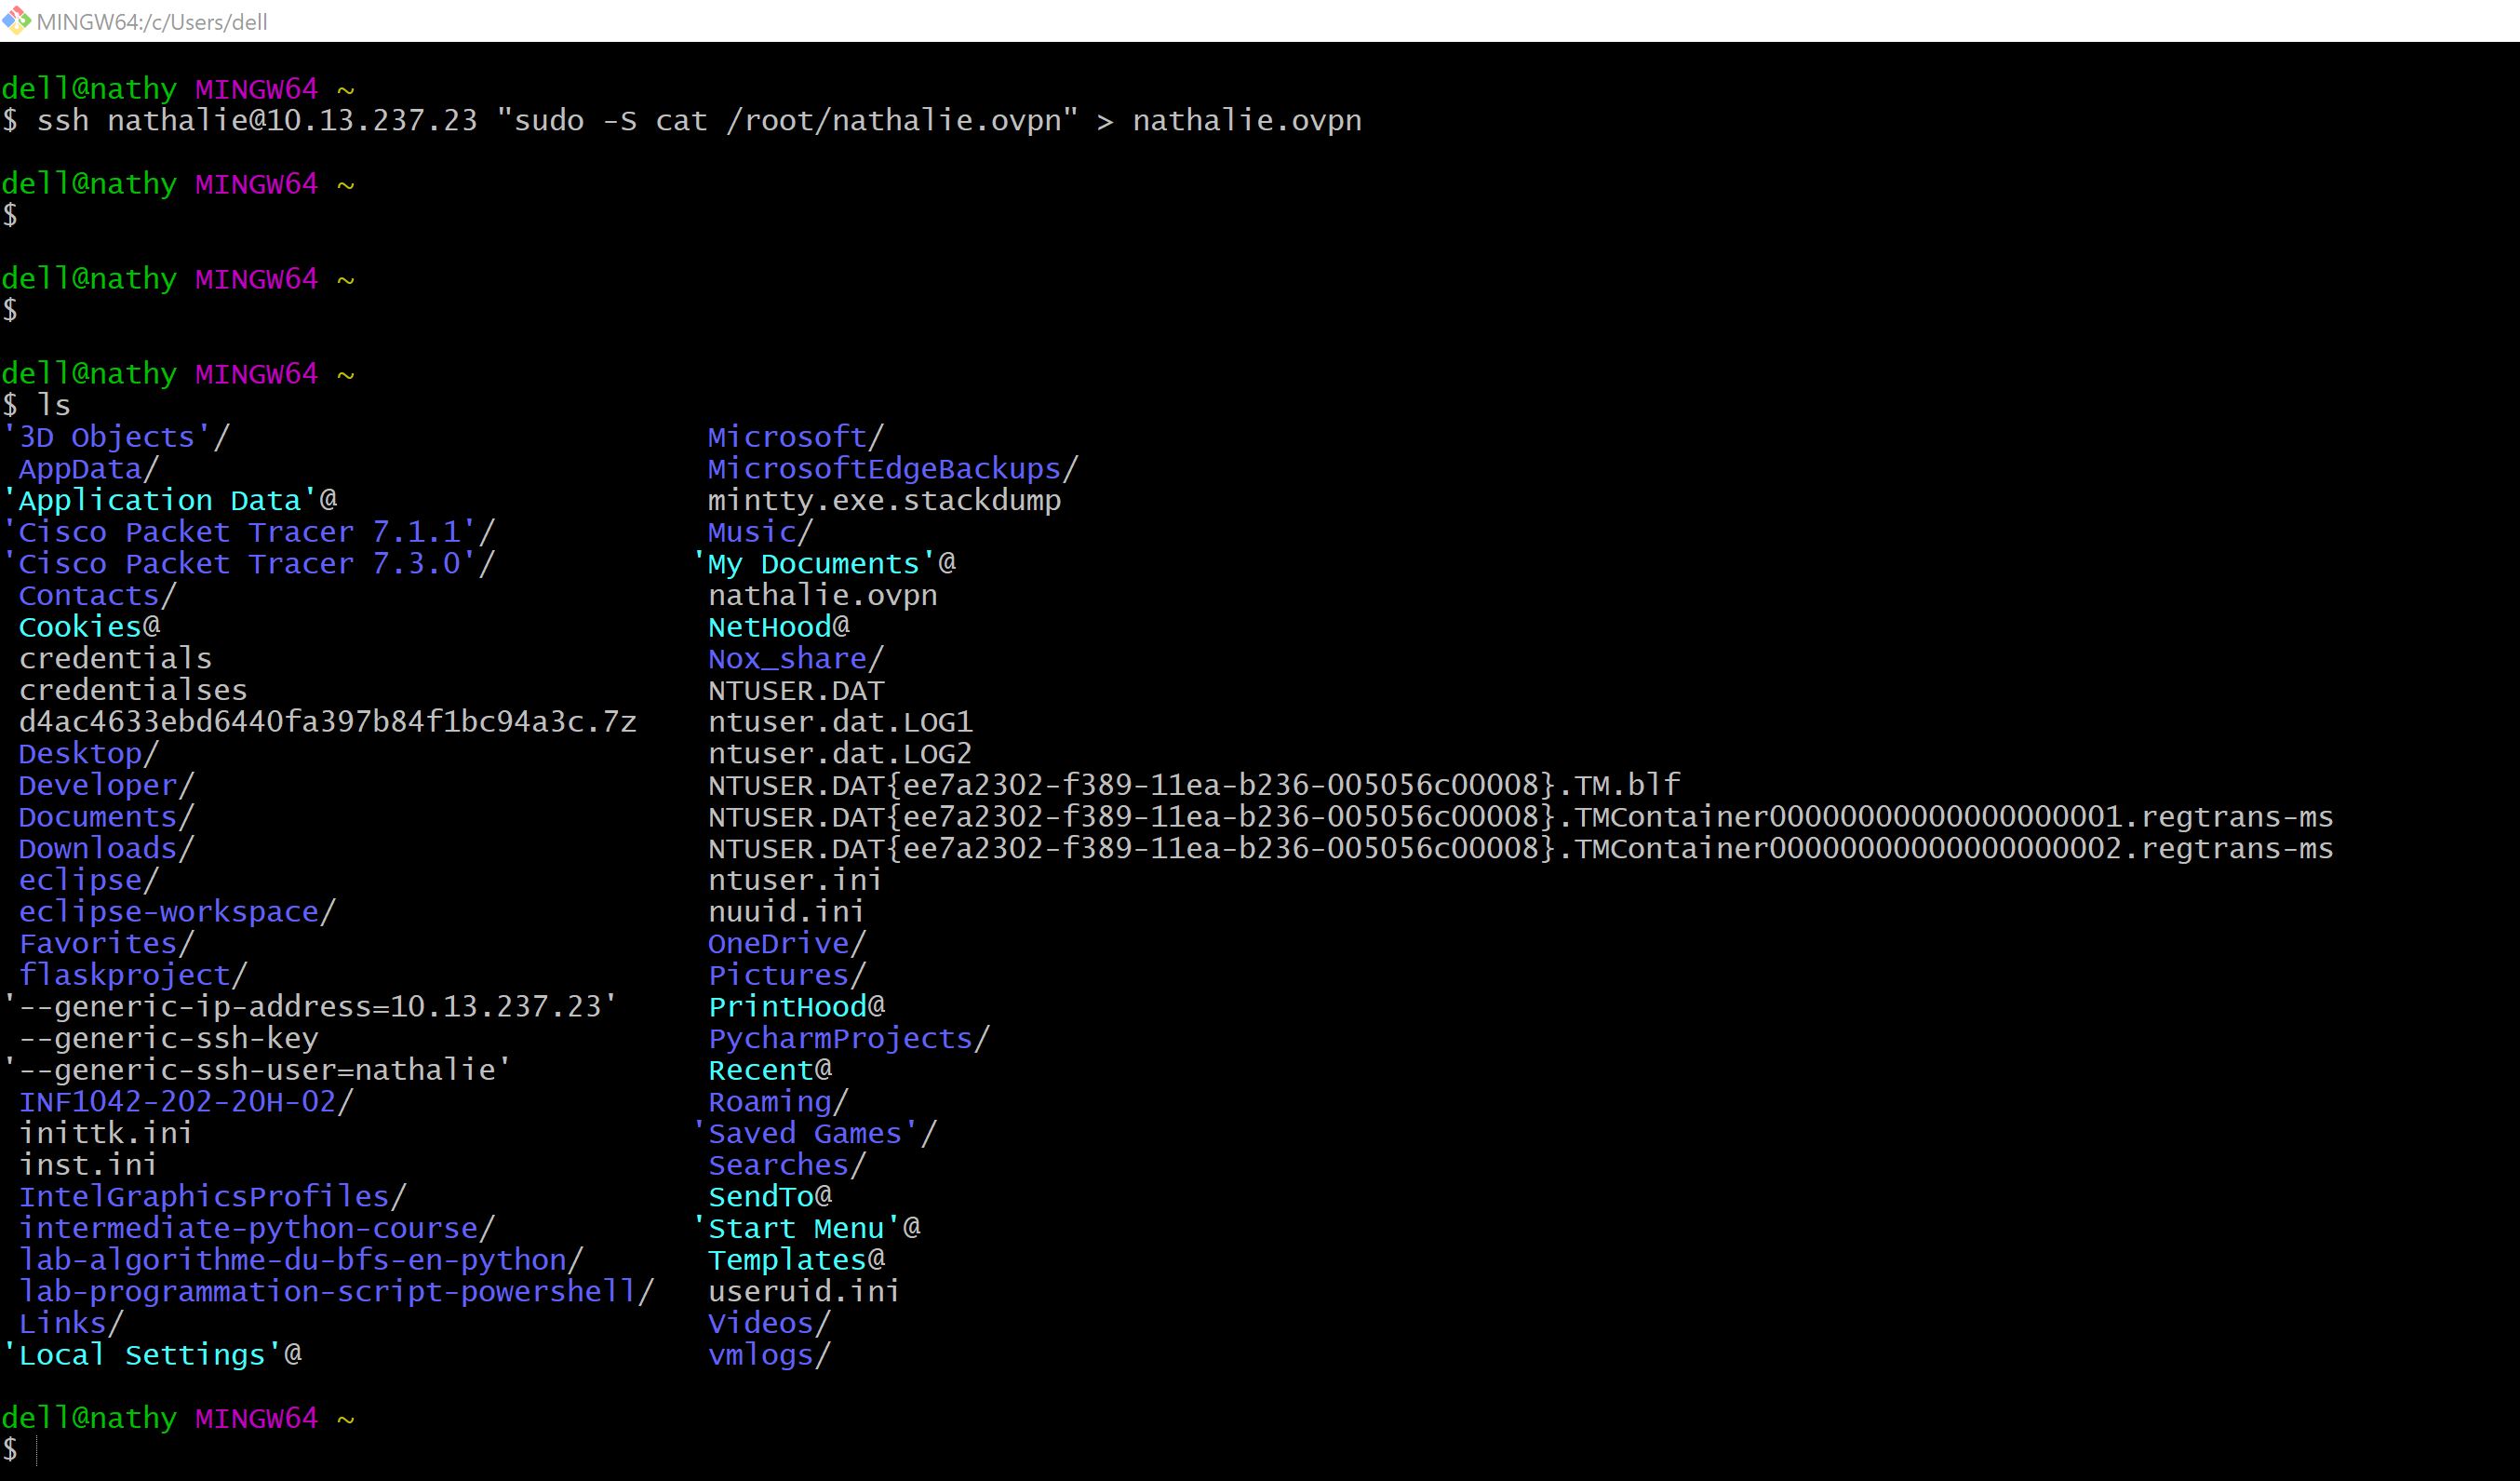 MINGW64:/c/Users/dell
dell@nathy MINGW64 ~
$ ssh nathalie@10.13.237.23 "sudo -S cat /root/nathalie.ovpn" > nathalie.ovpn
dell@nathy MINGW64 ~
$
dell@nathy MINGW64 ~
$
dell@nathy MINGW64 ~
$ ls
'3D Objects'/ Microsoft/
AppData/ MicrosoftEdgeBackups/
'Application Data'@ mintty.exe.stackdump
'Cisco Packet Tracer 7.1.1'/ Music/
'Cisco Packet Tracer 7.3.0'/ 'My Documents'@
Contacts/ nathalie.ovpn
Cookies@ NetHood@
credentials Nox_share/
credentialses NTUSER.DAT
d4ac4633ebd6440fa397b84f1bc94a3c.7z ntuser.dat.LOG1
Desktop/ ntuser.dat.LOG2
Developer/ NTUSER.DAT{ee7a2302-f389-11ea-b236-005056c00008}.TM.blf
Documents/ NTUSER.DAT{ee7a2302-f389-11ea-b236-005056c00008}.TMContainer00000000000000000001.regtrans-ms
Downloads/ NTUSER.DAT{ee7a2302-f389-11ea-b236-005056c00008}.TMContainer00000000000000000002.regtrans-ms
eclipse/ ntuser.ini
eclipse-workspace/ nuuid.ini
Favorites/ OneDrive/
flaskproject/ Pictures/
'--generic-ip-address=10.13.237.23' PrintHood@
--generic-ssh-key PycharmProjects/
'--generic-ssh-user=nathalie' Recent@
INF1042-202-20H-02/ Roaming/
inittk.ini 'Saved Games'/
inst.ini Searches/
IntelGraphicsProfiles/ SendTo@
intermediate-python-course/ 'Start Menu'@
lab-algorithme-du-bfs-en-python/ Templates@
lab-programmation-script-powershell/ useruid.ini
Links/ Videos/
'Local Settings'@ vmlogs/
dell@nathy MINGW64 ~
$